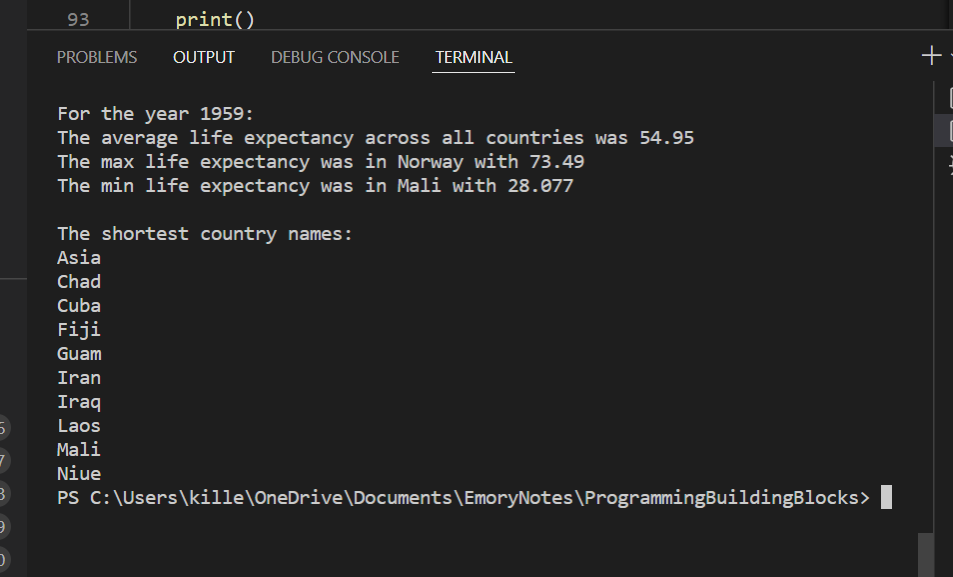 93 print()
PROBLEMS OUTPUT DEBUG CONSOLE TERMINAL
For the year 1959:
The average life expectancy across all countries was 54.95
The max life expectancy was in Norway with 73.49
The min life expectancy was in Mali with 28.077
The shortest country names:
Asia
Chad
Cuba
Fiji
Guam
Iran
Iraq
Laos
Mali
Niue
PS C:\Users\kille\OneDrive\Documents\EmoryNotes\ProgrammingBuildingBlocks>